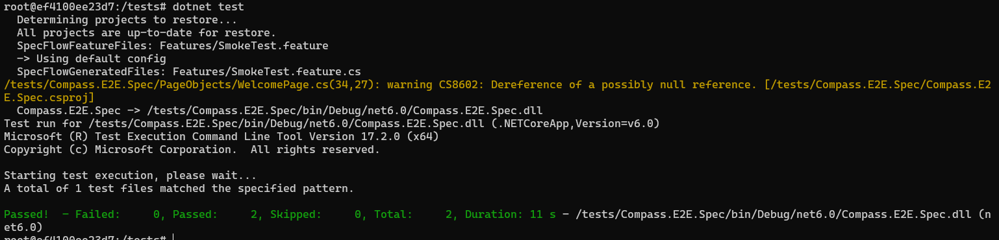 root@ef4100ee23d7:/tests# dotnet test
  Determining projects to restore...
  All projects are up-to-date for restore.
  SpecFlowFeatureFiles: Features/SmokeTest.feature
  -> Using default config
  SpecFlowGeneratedFiles: Features/SmokeTest.feature.cs
/tests/Compass.E2E.Spec/PageObjects/WelcomePage.cs(34,27): warning CS8602: Dereference of a possibly null reference. [/tests/Compass.E2E.Spec/Compass.E2
E.Spec.csproj]
  Compass.E2E.Spec -> /tests/Compass.E2E.Spec/bin/Debug/net6.0/Compass.E2E.Spec.dll
Test run for /tests/Compass.E2E.Spec/bin/Debug/net6.0/Compass.E2E.Spec.dll (.NETCoreApp,Version=v6.0)
Microsoft (R) Test Execution Command Line Tool Version 17.2.0 (x64)
Copyright (c) Microsoft Corporation.  All rights reserved.

Starting test execution, please wait...
A total of 1 test files matched the specified pattern.

Passed!  - Failed:     0, Passed:     2, Skipped:     0, Total:     2, Duration: 11 s - /tests/Compass.E2E.Spec/bin/Debug/net6.0/Compass.E2E.Spec.dll (n
et6.0)
root@ef4100ee23d7:/tests#